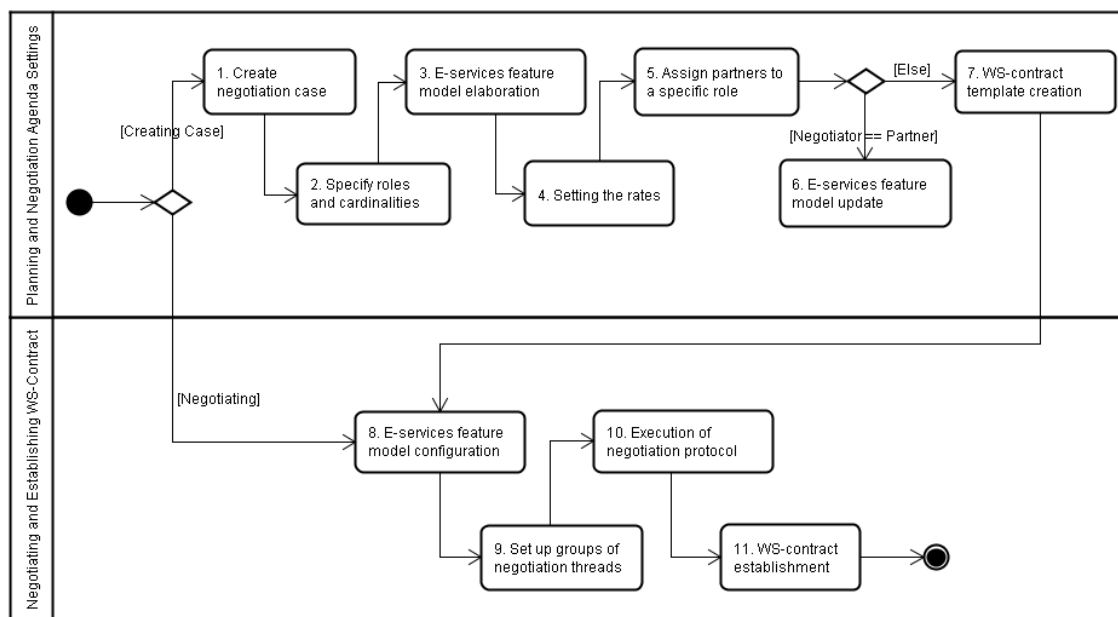 Planning and Negotiation Agenda Settings
1. Create
negotiation case
3. E-services feature
model elaboration
5. Assign partners to
a specific role
[Else]
7. WS-contract
template creation
[Creating Case]
[Negotiator == Partner]
2. Specify roles
and cardinalities
4. Setting the rates
6. E-services feature
model update
Negotiating and Establishing WS-Contract
[Negotiating]
8. E-services feature
model configuration
10. Execution of
negotiation protocol
9. Set up groups of
negotiation threads
11. WS-contract
establishment